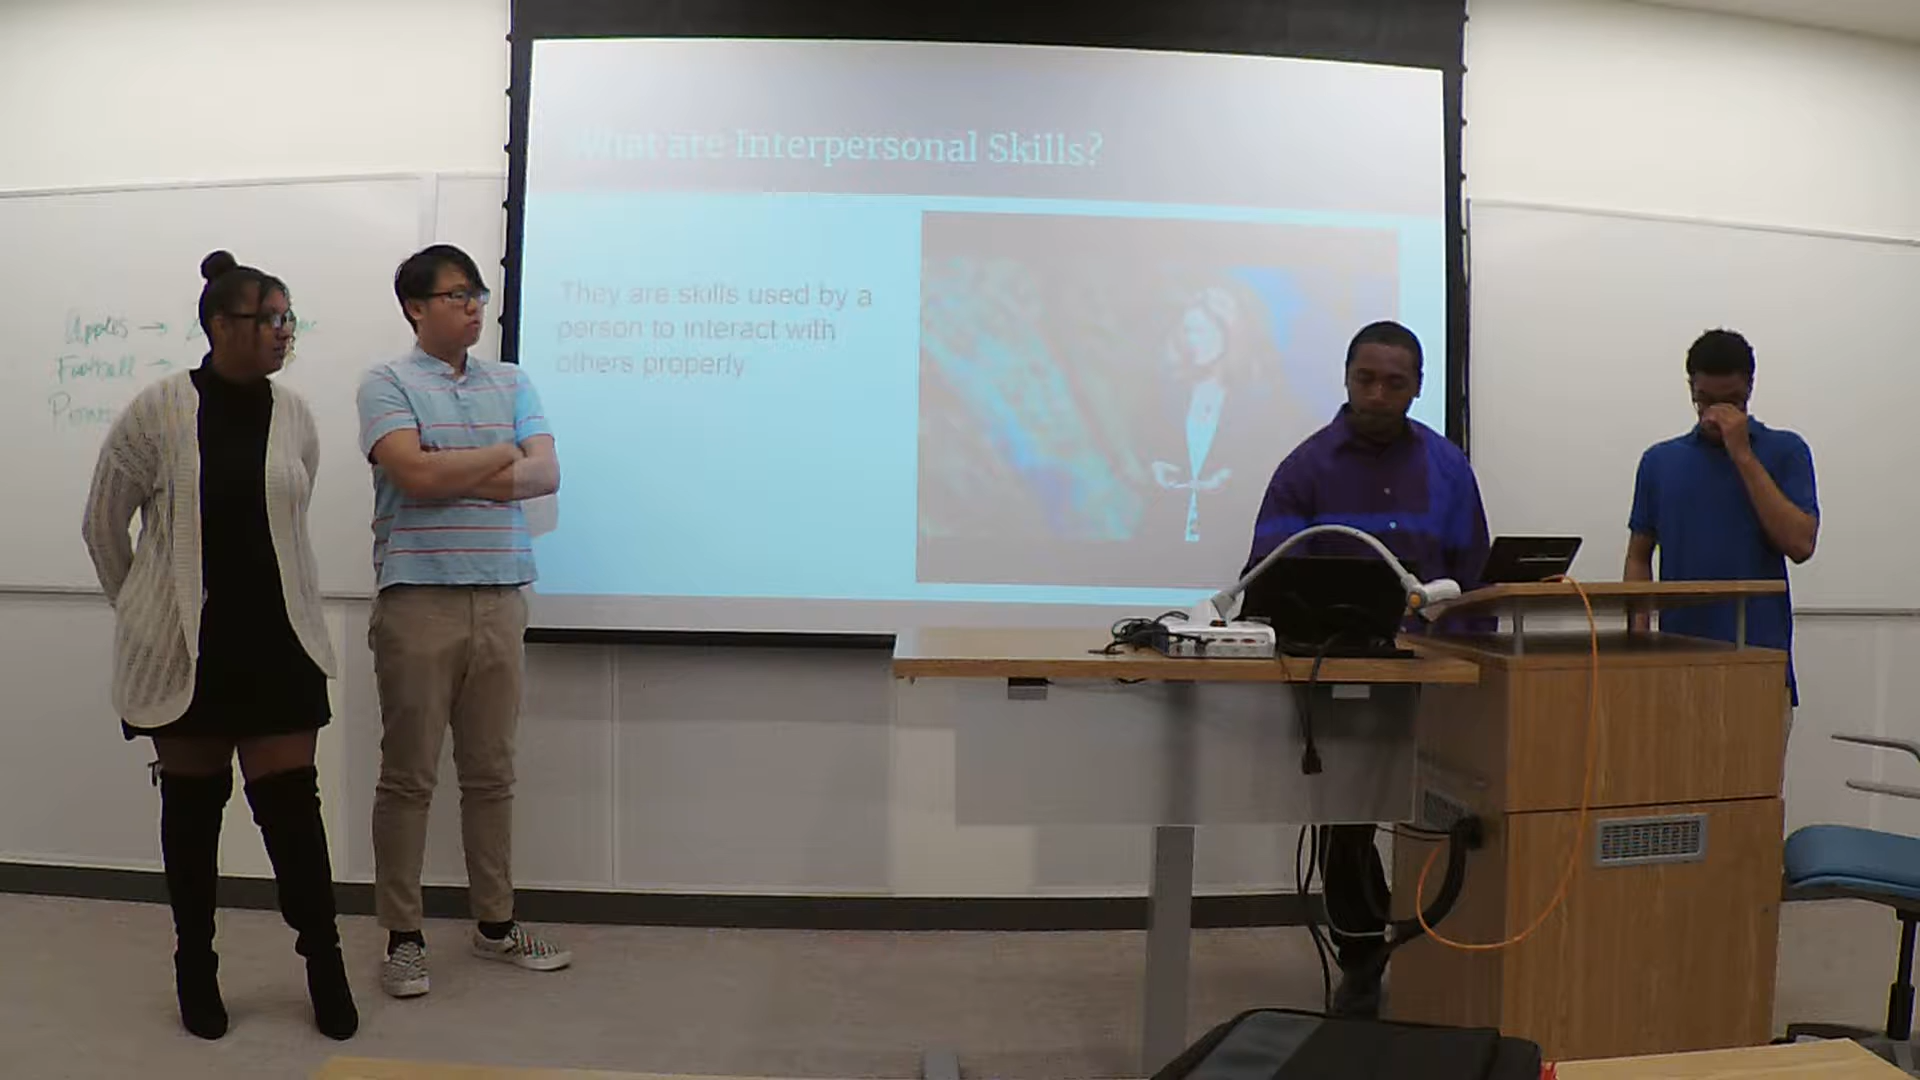 What are Interpersonal Skills?
They are skills used by a
person to interact with
others properly
Apples →
Football →